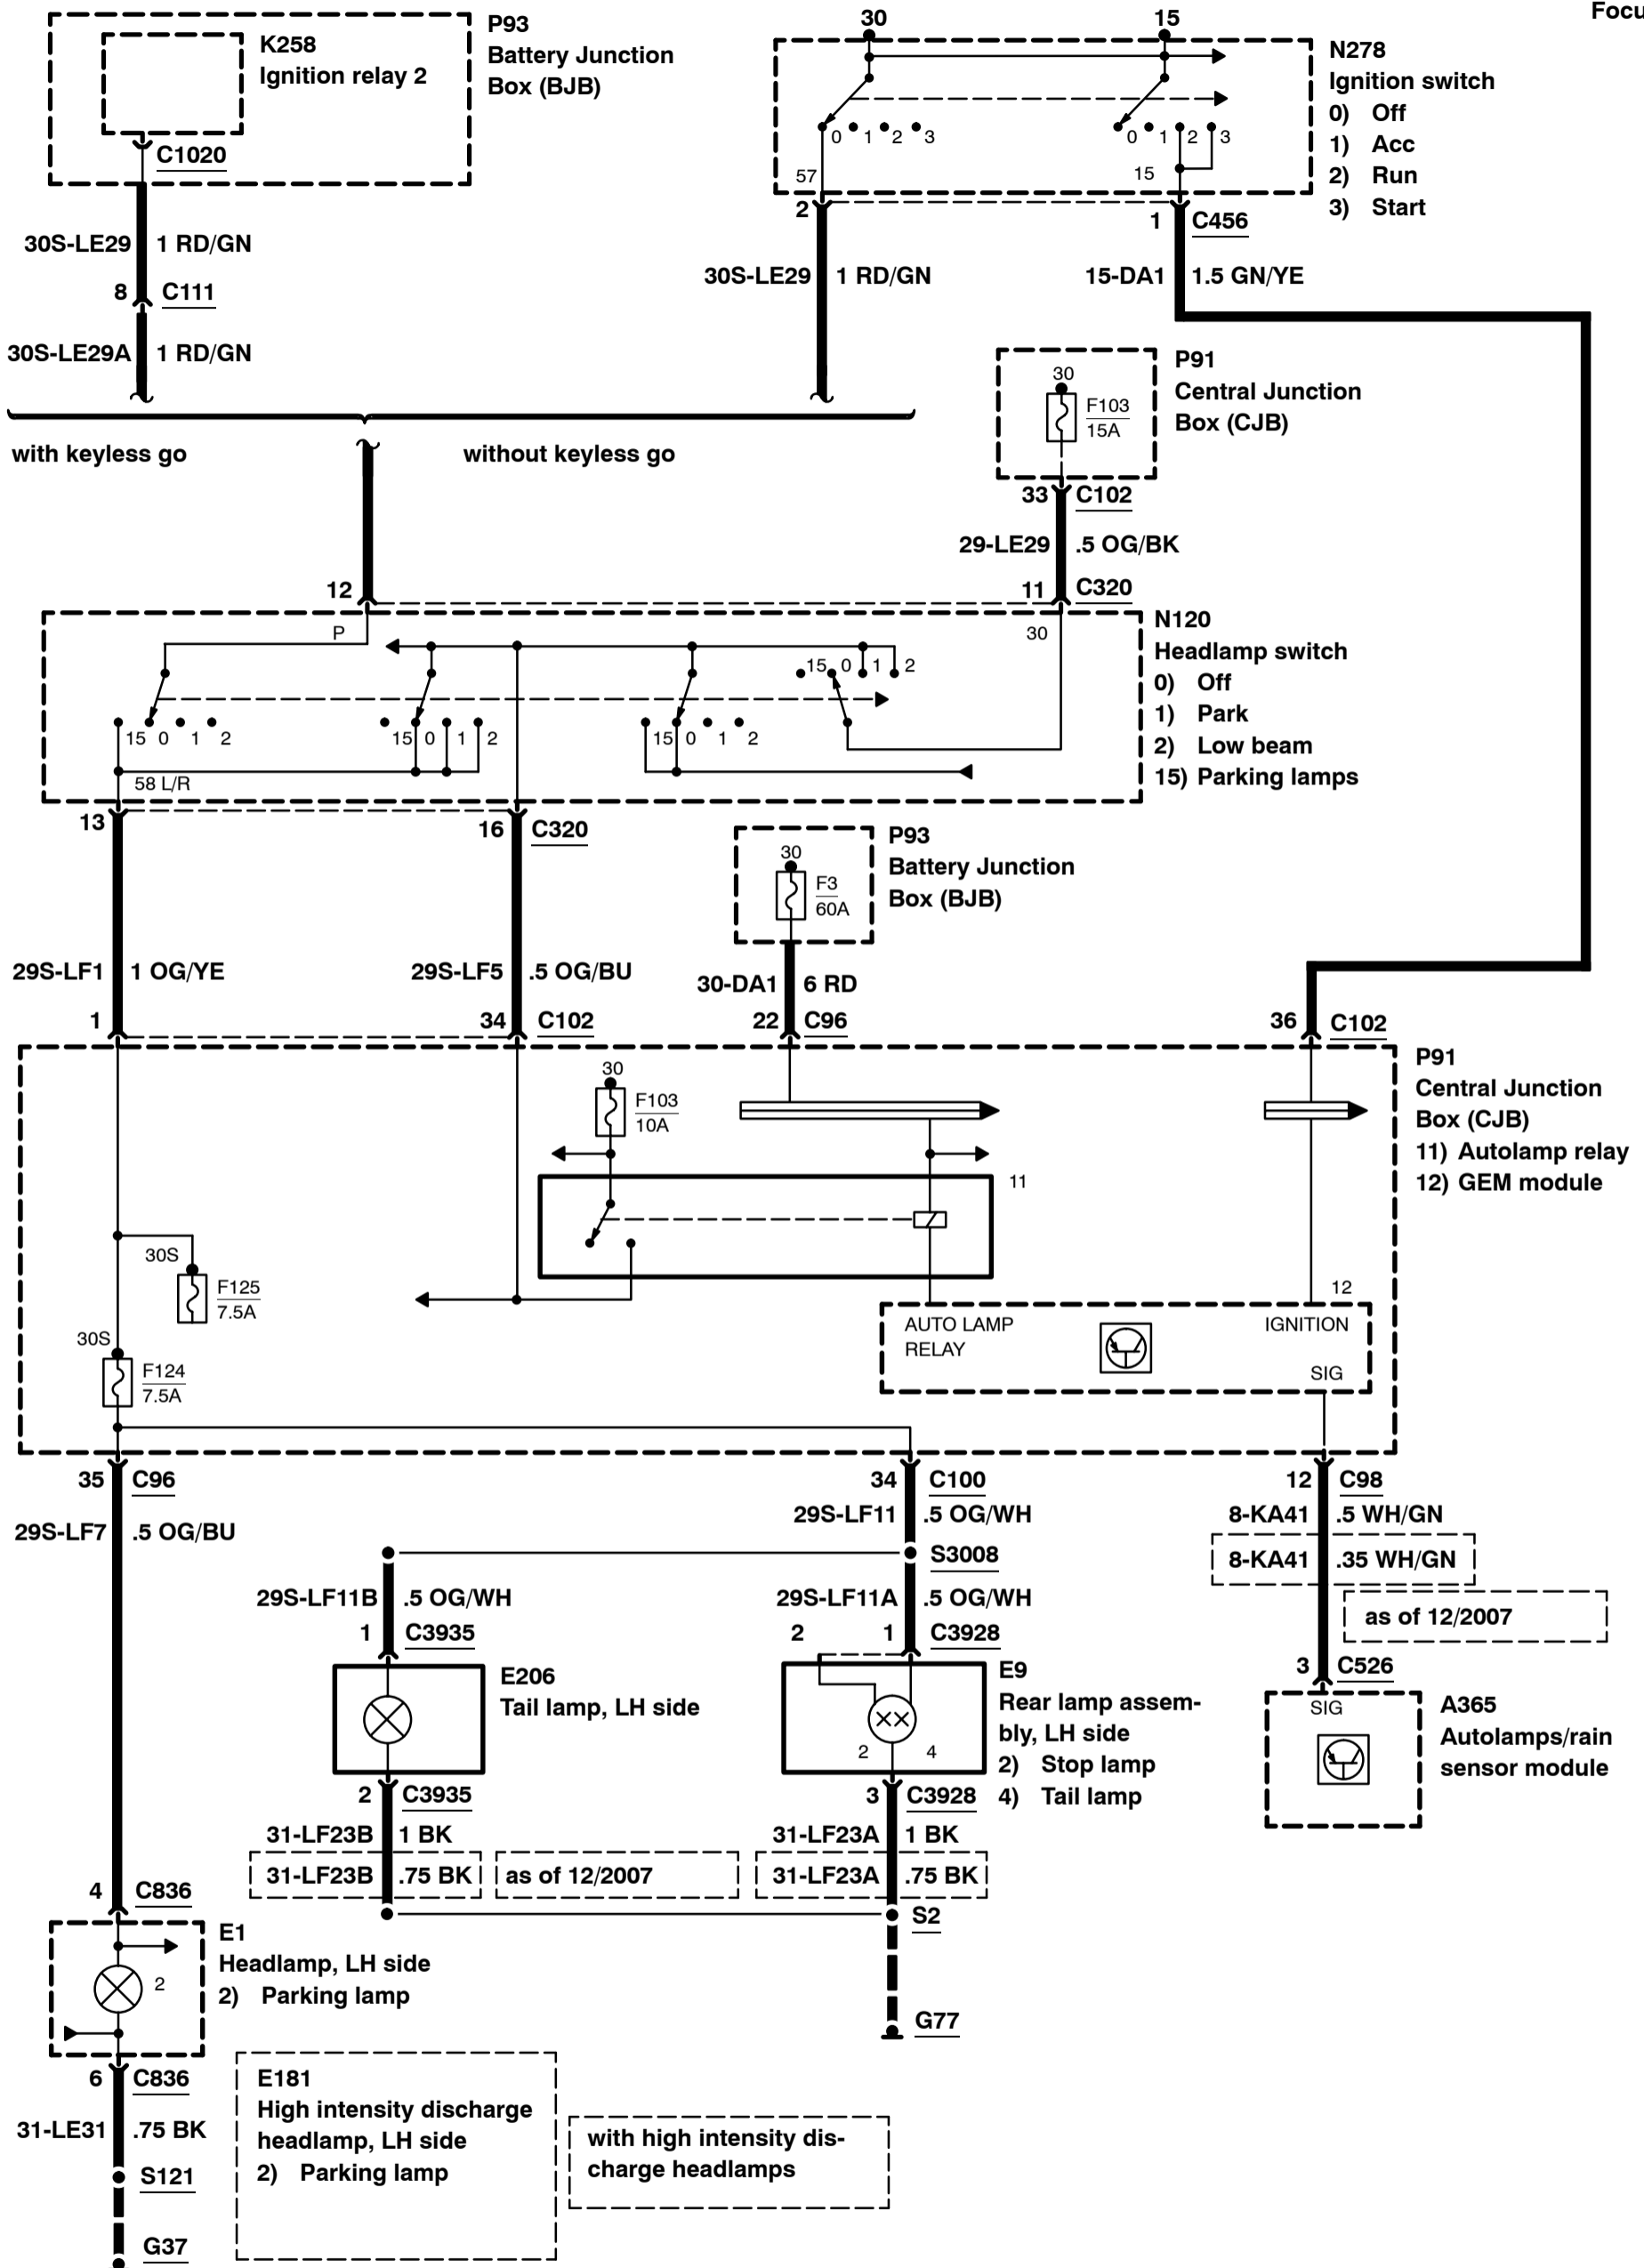 Focu
P93
Battery Junction
Box (BJB)
K258
Ignition relay 2
C1020
30S-LE29 1 RD/GN
8 C111
30S-LE29A 1 RD/GN
with keyless go
without keyless go
30
15
N278
Ignition switch
0) Off
1) Acc
2) Run
3) Start
0 1 2 3
0 1 2 3
57
15
2
1 C456
30S-LE29 1 RD/GN
15-DA1 1.5 GN/YE
P91
Central Junction
Box (CJB)
30
F103
15A
33 C102
29-LE29 .5 OG/BK
12
11 C320
N120
Headlamp switch
0) Off
1) Park
2) Low beam
15) Parking lamps
P
30
15 0 1 2
15 0 1 2
15 0 1 2
15 0 1 2
58 L/R
13
16 C320
P93
Battery Junction
Box (BJB)
30
F3
60A
29S-LF1 1 OG/YE
29S-LF5 .5 OG/BU
30-DA1 6 RD
1
34 C102
22 C96
36 C102
P91
Central Junction
Box (CJB)
11) Autolamp relay
12) GEM module
30
F103
10A
11
30S
F125
7.5A
30S
F124
7.5A
12
AUTO LAMP
RELAY
IGNITION
SIG
35 C96
34 C100
12 C98
29S-LF7 .5 OG/BU
29S-LF11 .5 OG/WH
8-KA41 .5 WH/GN
8-KA41 .35 WH/GN
as of 12/2007
S3008
29S-LF11B .5 OG/WH
29S-LF11A .5 OG/WH
1 C3935
2 1 C3928
3 C526
E206
Tail lamp, LH side
E9
Rear lamp assem-
bly, LH side
2) Stop lamp
4) Tail lamp
2 4
SIG
A365
Autolamps/rain
sensor module
2 C3935
3 C3928
31-LF23B 1 BK
31-LF23B .75 BK
as of 12/2007
31-LF23A 1 BK
31-LF23A .75 BK
S2
G77
4 C836
E1
Headlamp, LH side
2) Parking lamp
2
6 C836
31-LE31 .75 BK
S121
G37
E181
High intensity discharge
headlamp, LH side
2) Parking lamp
with high intensity dis-
charge headlamps